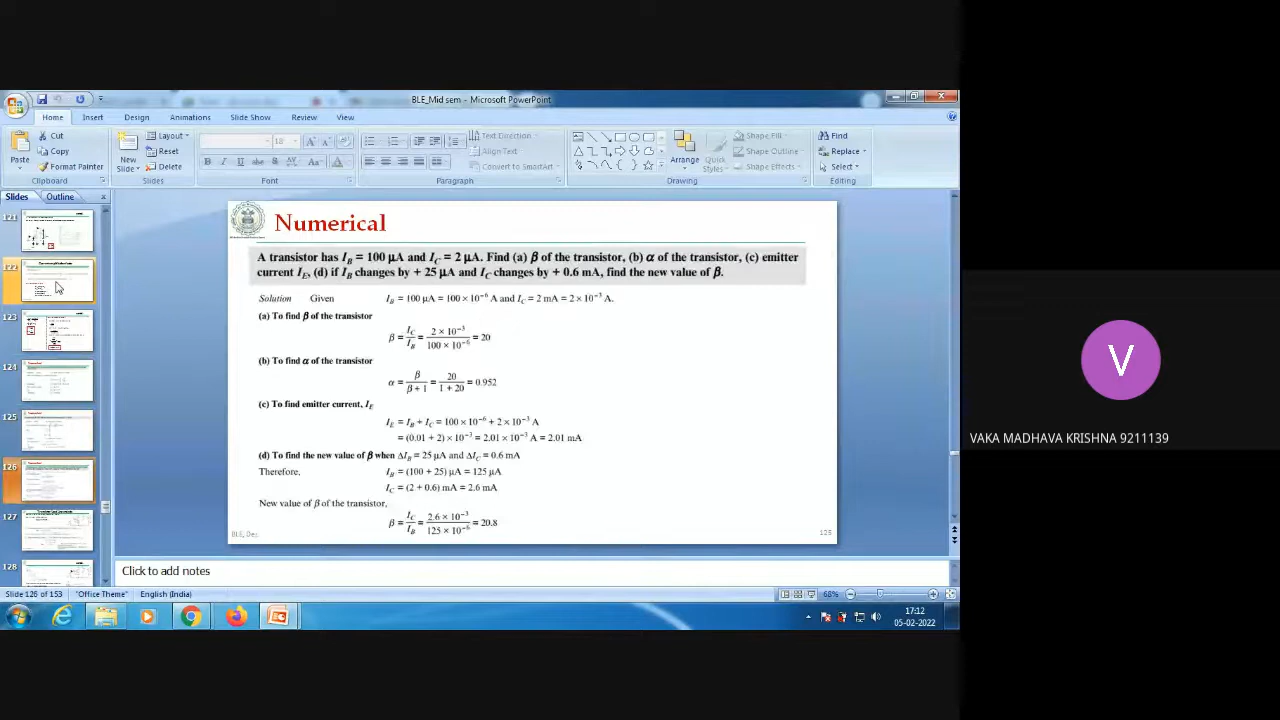 BLE_Mid sem - Microsoft PowerPoint
Home Insert Design Animations Slide Show Review View
Cut
Copy
Format Painter
Paste
Clipboard
New Slide
Layout
Reset
Delete
Slides
Font
Text Direction
Align Text
Convert to SmartArt
Paragraph
Arrange
Quick Styles
Shape Fill
Shape Outline
Shape Effects
Drawing
Find
Replace
Select
Editing
Slides Outline
121
122
123
124
125
126
127
128
Numerical
A transistor has I_B = 100 µA and I_C = 2 µA. Find (a) β of the transistor, (b) α of the transistor, (c) emitter
current I_E, (d) if I_B changes by + 25 µA and I_C changes by + 0.6 mA, find the new value of β.
Solution Given I_B = 100 µA = 100 × 10⁻⁶ A and I_C = 2 mA = 2 × 10⁻³ A.
(a) To find β of the transistor
β = I_C / I_B = 2 × 10⁻³ / 100 × 10⁻⁶ = 20
(b) To find α of the transistor
α = β / β + 1 = 20 / 1 + 20 = 0.952
(c) To find emitter current, I_E
I_E = I_B + I_C = 100 × 10⁻⁶ + 2 × 10⁻³ A
= (0.01 + 2) × 10⁻³ = 2.01 × 10⁻³ A = 2.01 mA
(d) To find the new value of β when ΔI_B = 25 µA and ΔI_C = 0.6 mA
Therefore, I_B = (100 + 25) µA = 125 µA
I_C = (2 + 0.6) mA = 2.6 mA
New value of β of the transistor,
β = I_C / I_B = 2.6 × 10⁻³ / 125 × 10⁻⁶ = 20.8
125
Click to add notes
Slide 126 of 153 "Office Theme" English (India) 68%
17:12
05-02-2022
V
VAKA MADHAVA KRISHNA 9211139